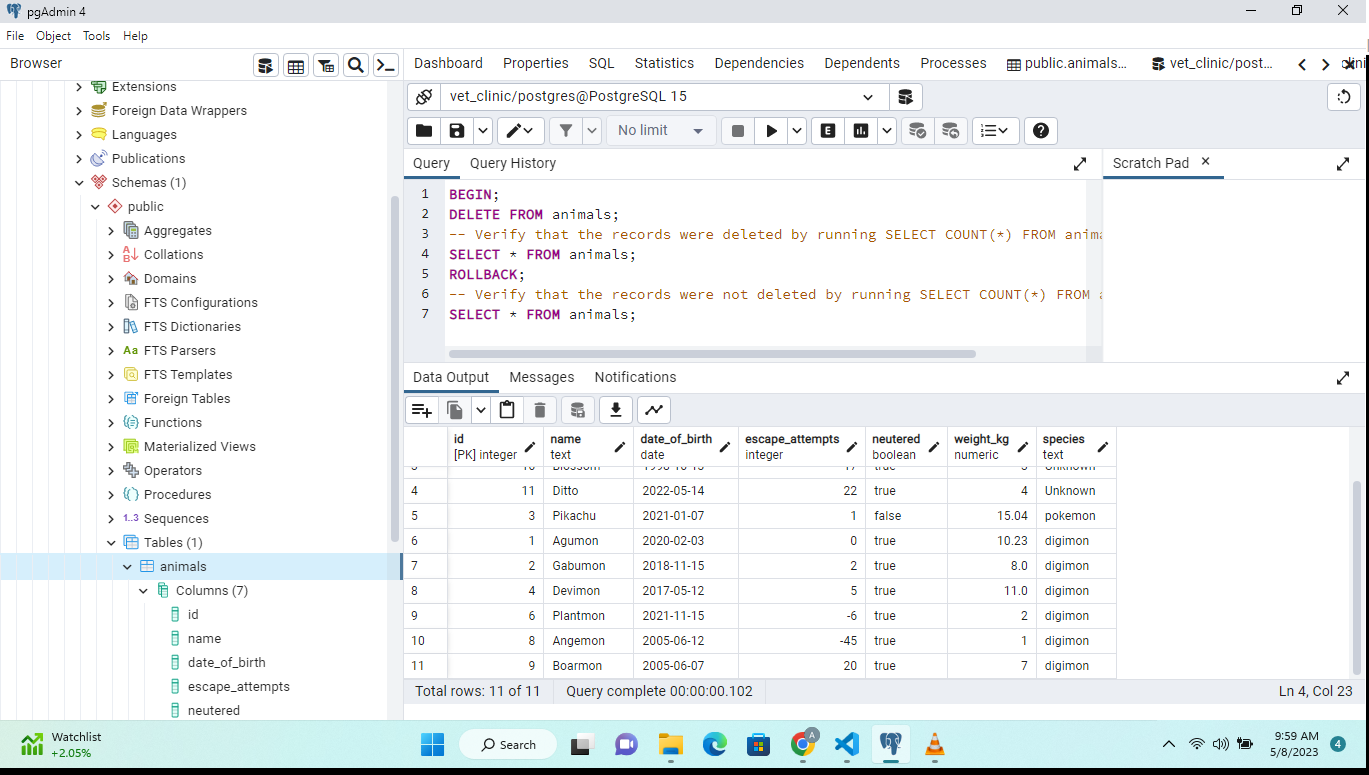 pgAdmin 4
File Object Tools Help
Browser
Dashboard Properties SQL Statistics Dependencies Dependents Processes public.animals... vet_clinic/post...
Extensions
Foreign Data Wrappers
Languages
Publications
Schemas (1)
public
Aggregates
Collations
Domains
FTS Configurations
FTS Dictionaries
Aa FTS Parsers
FTS Templates
Foreign Tables
Functions
Materialized Views
Operators
Procedures
1..3 Sequences
Tables (1)
animals
Columns (7)
id
name
date_of_birth
escape_attempts
neutered
vet_clinic/postgres@PostgreSQL 15
No limit
E
Query Query History
Scratch Pad
1 BEGIN;
2 DELETE FROM animals;
3 -- Verify that the records were deleted by running SELECT COUNT(*) FROM
4 SELECT * FROM animals;
5 ROLLBACK;
6 -- Verify that the records were not deleted by running SELECT COUNT(*) FROM
7 SELECT * FROM animals;
Data Output Messages Notifications
id name date_of_birth escape_attempts neutered weight_kg species
[PK] integer text date integer boolean numeric text
4 11 Ditto 2022-05-14 22 true 4 Unknown
5 3 Pikachu 2021-01-07 1 false 15.04 pokemon
6 1 Agumon 2020-02-03 0 true 10.23 digimon
7 2 Gabumon 2018-11-15 2 true 8.0 digimon
8 4 Devimon 2017-05-12 5 true 11.0 digimon
9 6 Plantmon 2021-11-15 -6 true 2 digimon
10 8 Angemon 2005-06-12 -45 true 1 digimon
11 9 Boarmon 2005-06-07 20 true 7 digimon
Total rows: 11 of 11 Query complete 00:00:00.102 Ln 4, Col 23
Watchlist
+2.05%
Search
A
9:59 AM
5/8/2023
4